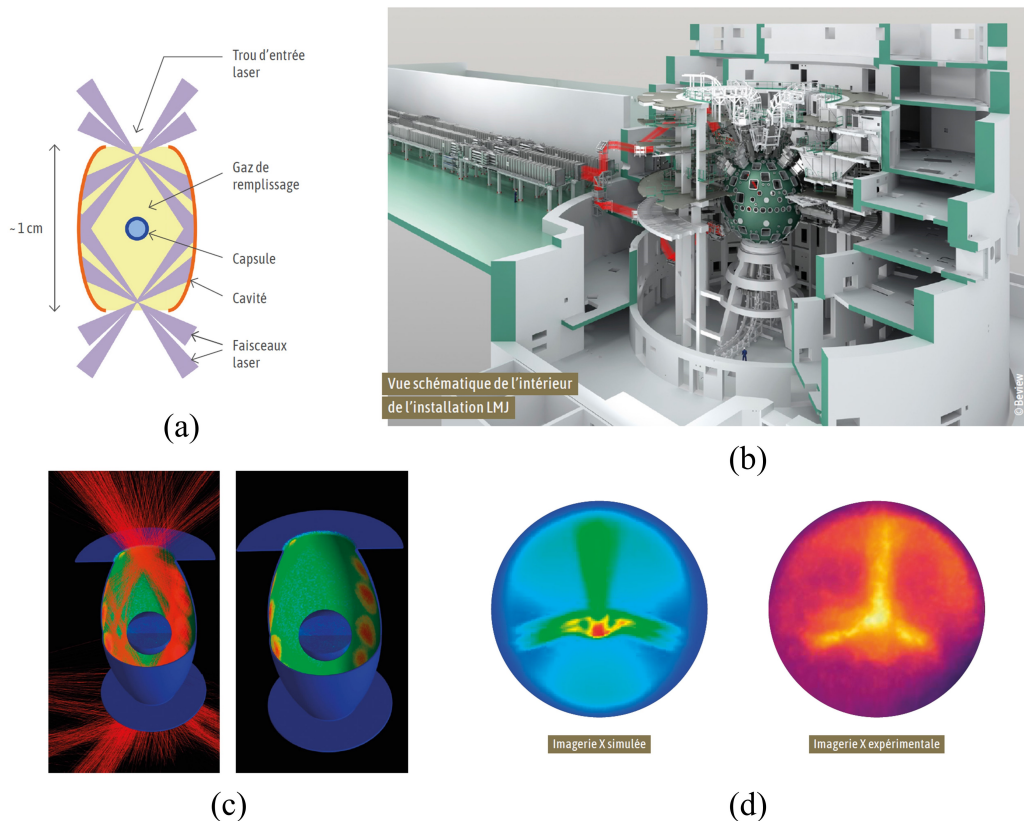 Trou d'entrée
laser
Gaz de
remplissage
~1 cm
Capsule
Cavité
Faisceaux
laser
(a)
Vue schématique de l'intérieur
de l'installation LMJ
© Beview
(b)
(c)
Imagerie X simulée
Imagerie X expérimentale
(d)